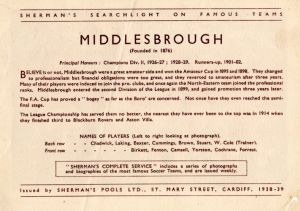 SHERMAN'S SEARCHLIGHT ON FAMOUS TEAMS
MIDDLESBROUGH
(Founded in 1876)
Principal Honours : Champions Div. II, 1926-27 ; 1928-29. Runners-up, 1901-02.
BELIEVE it or not, Middlesbrough were a great amateur side and won the Amateur Cup in 1895 and 1898. They changed
to professionalism but financial obligations were too great, and they reverted to amateurism after three years.
Many of their players were induced to join the pro. clubs, and once again the North-Eastern team joined the professional
ranks. Middlesbrough entered the second Division of the League in 1899, and gained promotion three years later.
The F.A. Cup has proved a "bogey" as far as the Boro' are concerned. Not once have they even reached the semi-
final stage.
The League Championship has served them no better, the nearest they have ever been to the top was in 1914 when
they finished third to Blackburn Rovers and Aston Villa.
NAMES OF PLAYERS (Left to right looking at photograph).
Back row - - Chadwick, Laking, Baxter, Cummings, Brown, Stuart, W. Cole (Trainer).
Front row - - Birkett, Fenton, Camsell, Yorston, Cochrane, Forrest.
"SHERMAN'S COMPLETE SERVICE" includes a series of photographs
and biographies of the most famous Soccer Teams, and are issued weekly.
Issued by SHERMAN'S POOLS LTD., ST. MARY STREET, CARDIFF, 1938-39